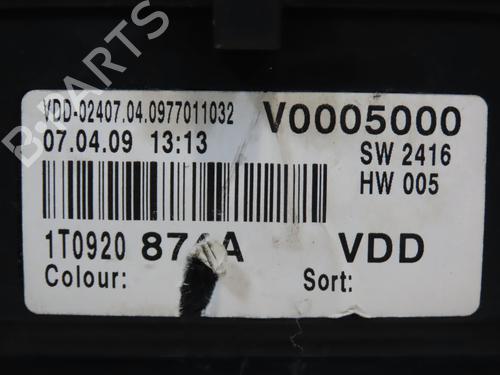 VDD-02407.04.0977011032 V0005000
07.04.09 13:13 SW 2416
HW 005
1T0920 VDD
Colour: Sort:
B-PARTS